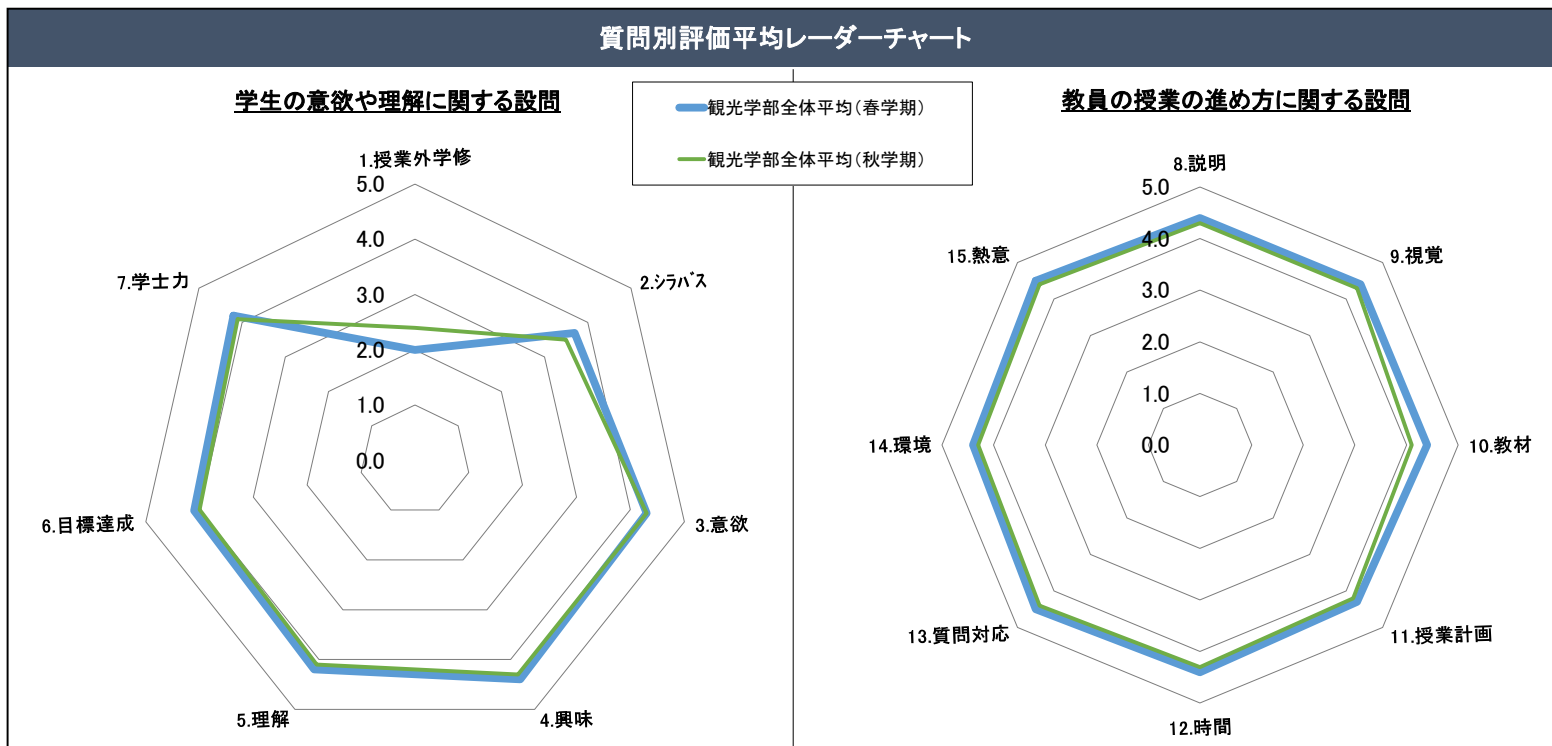 質問別評価平均レーダーチャート
学生の意欲や理解に関する設問
観光学部全体平均（春学期）
観光学部全体平均（秋学期）
教員の授業の進め方に関する設問
1.授業外学修
5.0
4.0
3.0
2.0
1.0
0.0
2.ｼﾗﾊﾞｽ
3.意欲
4.興味
5.理解
6.目標達成
7.学士力
8.説明
5.0
4.0
3.0
2.0
1.0
0.0
9.視覚
10.教材
11.授業計画
12.時間
13.質問対応
14.環境
15.熱意